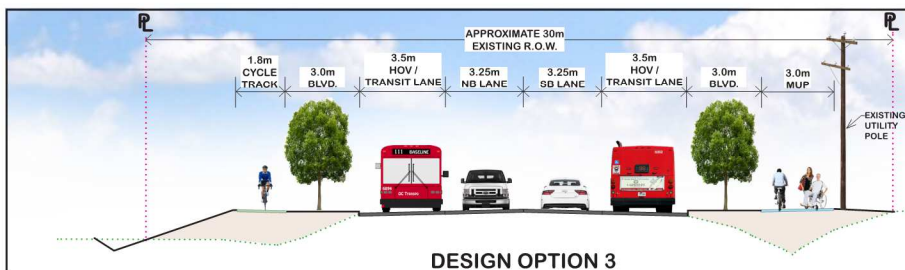 PL
PL
APPROXIMATE 30m
EXISTING R.O.W.
1.8m
CYCLE
TRACK
3.0m
BLVD.
3.5m
HOV /
TRANSIT LANE
3.25m
NB LANE
3.25m
SB LANE
3.5m
HOV /
TRANSIT LANE
3.0m
BLVD.
3.0m
MUP
EXISTING
UTILITY
POLE
111 BASELINE
OC Transpo
DESIGN OPTION 3